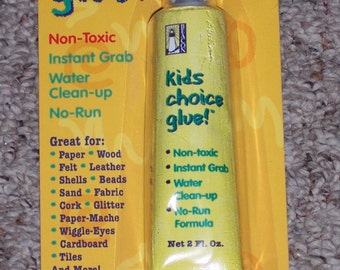 glue!
Non-Toxic
Instant Grab
Water
Clean-up
No-Run
Great for:
• Paper • Wood
Felt • Leather
• Shells • Beads
Sand • Fabric
Cork • Glitter
• Paper-Mache
• Wiggle-Eyes
• Cardboard
• Tiles
And More!
kids
choice
glue!
• Non-toxic
• Instant Grab
• Water
Clean-up
• No-Run
Formula
Net 2 Fl. Oz.